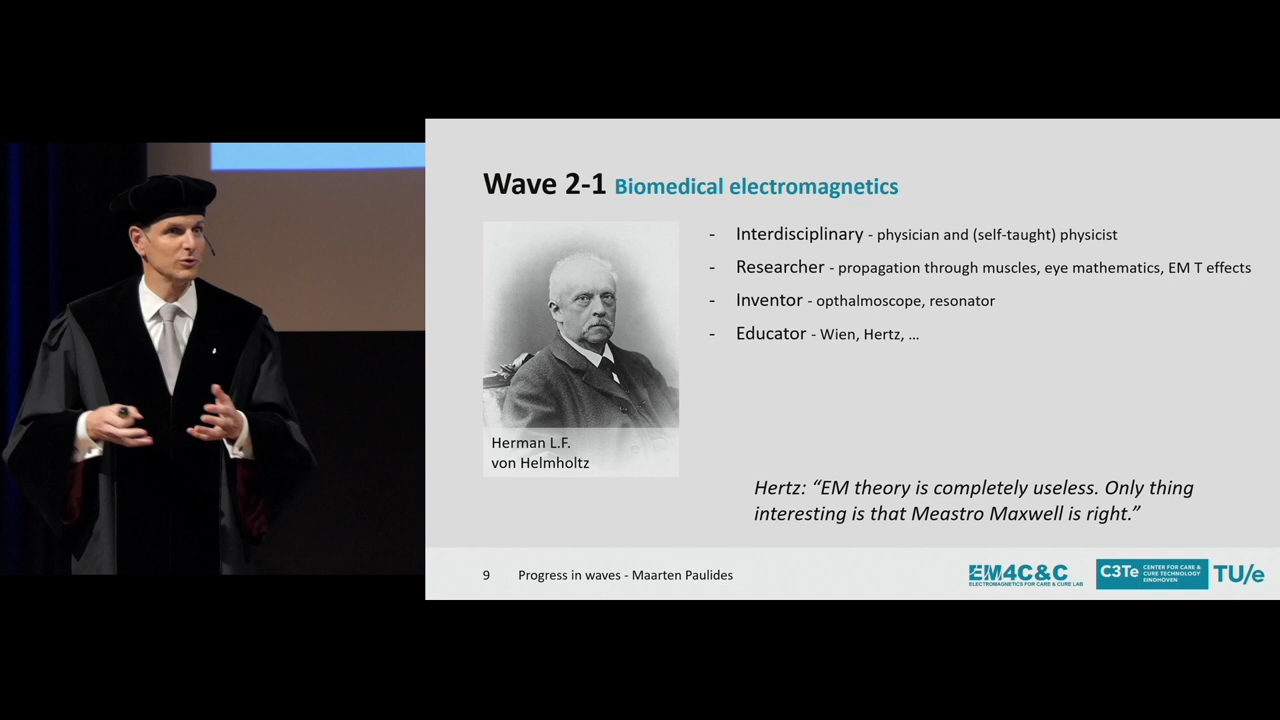 Wave 2-1 Biomedical electromagnetics
- Interdisciplinary - physician and (self-taught) physicist
- Researcher - propagation through muscles, eye mathematics, EM T effects
- Inventor - opthalmoscope, resonator
- Educator - Wien, Hertz, ...
Herman L.F.
von Helmholtz
Hertz: “EM theory is completely useless. Only thing
interesting is that Meastro Maxwell is right.”
9 Progress in waves - Maarten Paulides
EM4C&C
ELECTROMAGNETICS FOR CARE & CURE LAB
C3Te CENTER FOR CARE &
CURE TECHNOLOGY
EINDHOVEN
TU/e